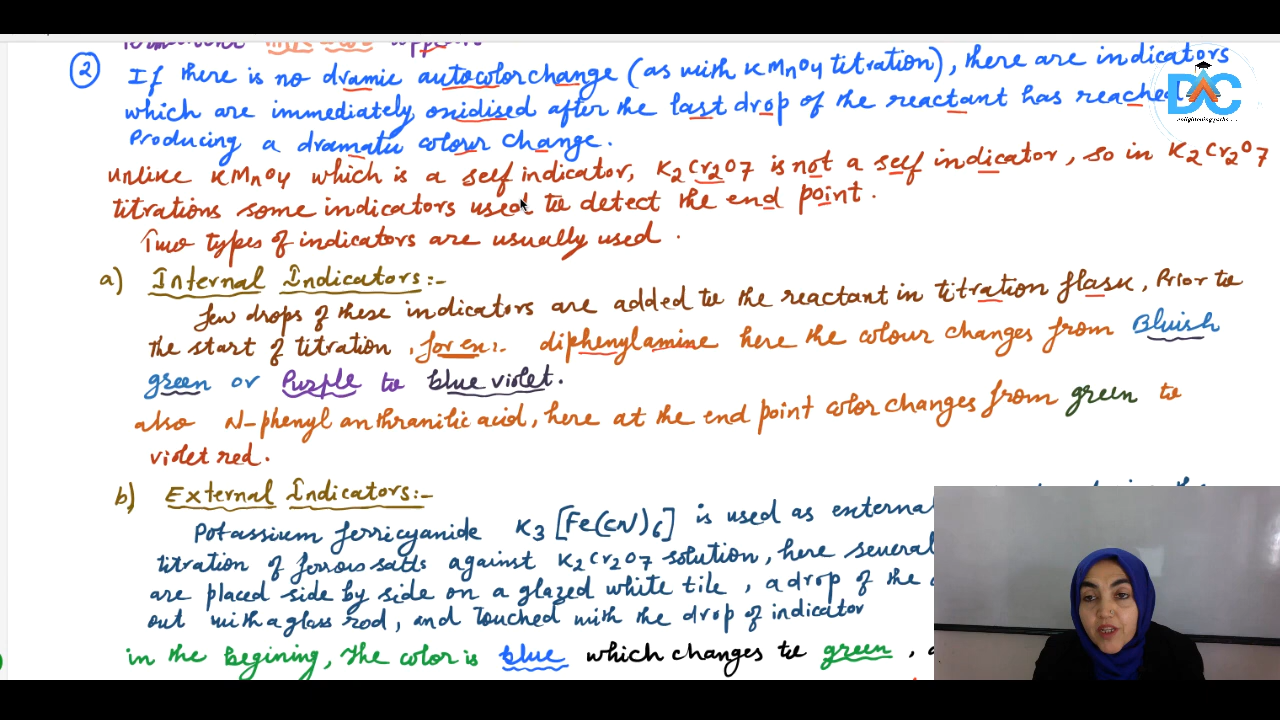 ② If there is no dramic autocolorchange (as with KMnO4 titration), there are indicators
which are immediately oxidised after the last drop of the reactant has reached
Producing a dramatic colour change.
unlike KMnO4 which is a self indicator, K2Cr2O7 is not a self indicator, so in K2Cr2O7
titrations some indicators used to detect the end point.
Two types of indicators are usually used.
a) Internal Indicators:-
few drops of these indicators are added to the reactant in titration flask, Prior to
the start of titration, for ex:. diphenylamine here the colour changes from Bluish
green or Purple to blue violet.
also N-phenyl anthranilic acid, here at the end point color changes from green to
violet red.
b) External Indicators:-
Potassium ferricyanide K3[Fe(CN)6] is used as external
titration of ferrous salts against K2Cr2O7 solution, here several
are placed side by side on a glazed white tile, a drop of the
out with a glass rod, and touched with the drop of indicator
in the begining, the color is blue which changes to green,
DAC